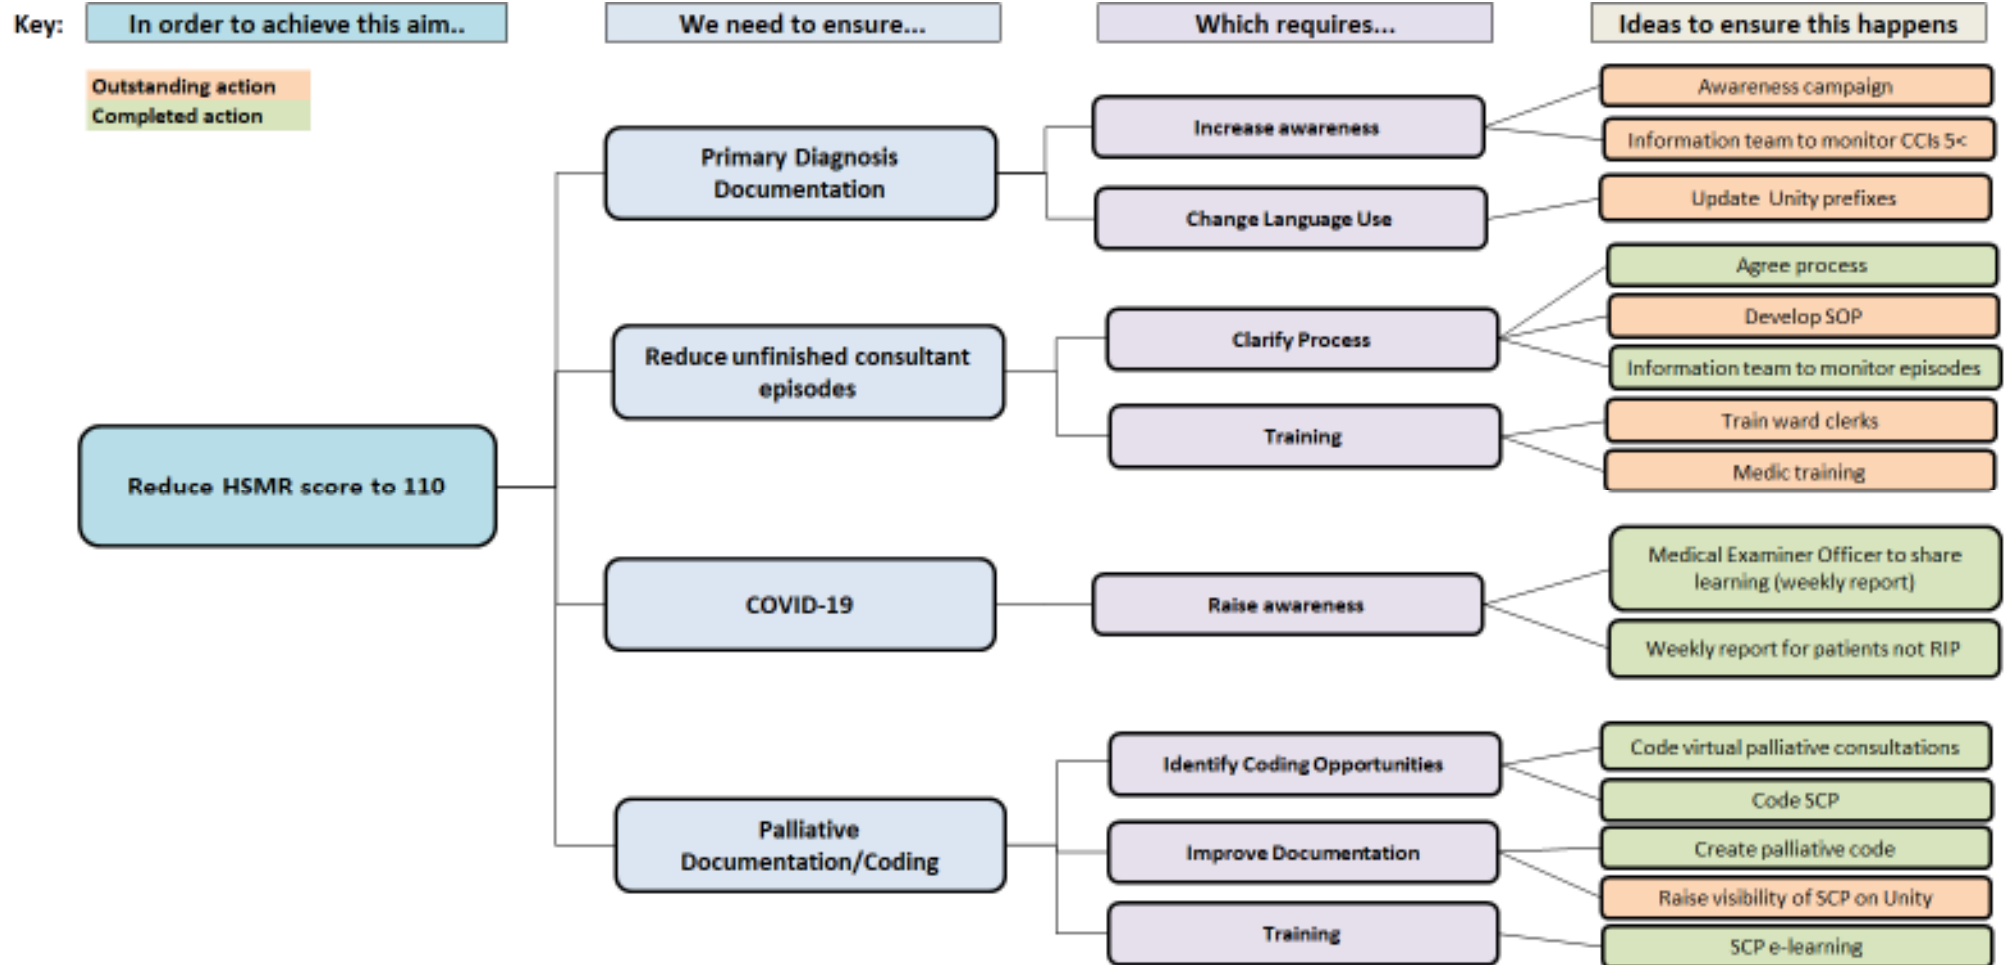 Key:
In order to achieve this aim..
We need to ensure...
Which requires...
Ideas to ensure this happens
Outstanding action
Completed action
Reduce HSMR score to 110
Primary Diagnosis
Documentation
Increase awareness
Awareness campaign
Information team to monitor CCIs 5<
Change Language Use
Update Unity prefixes
Reduce unfinished consultant
episodes
Clarify Process
Agree process
Develop SOP
Information team to monitor episodes
Training
Train ward clerks
Medic training
COVID-19
Raise awareness
Medical Examiner Officer to share
learning (weekly report)
Weekly report for patients not RIP
Palliative
Documentation/Coding
Identify Coding Opportunities
Code virtual palliative consultations
Code SCP
Improve Documentation
Create palliative code
Raise visibility of SCP on Unity
Training
SCP e-learning